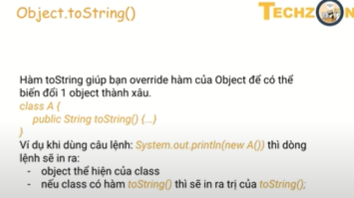 Object.toString()
TECHZ N
Hàm toString giúp bạn override hàm của Object để có thể
biến đổi 1 object thành xâu.
class A {
public String toString() {...}
}
Ví dụ khi dùng câu lệnh: System.out.println(new A()) thì dòng
lệnh sẽ in ra:
- object thể hiện của class
- nếu class có hàm toString() thì sẽ in ra trị của toString();